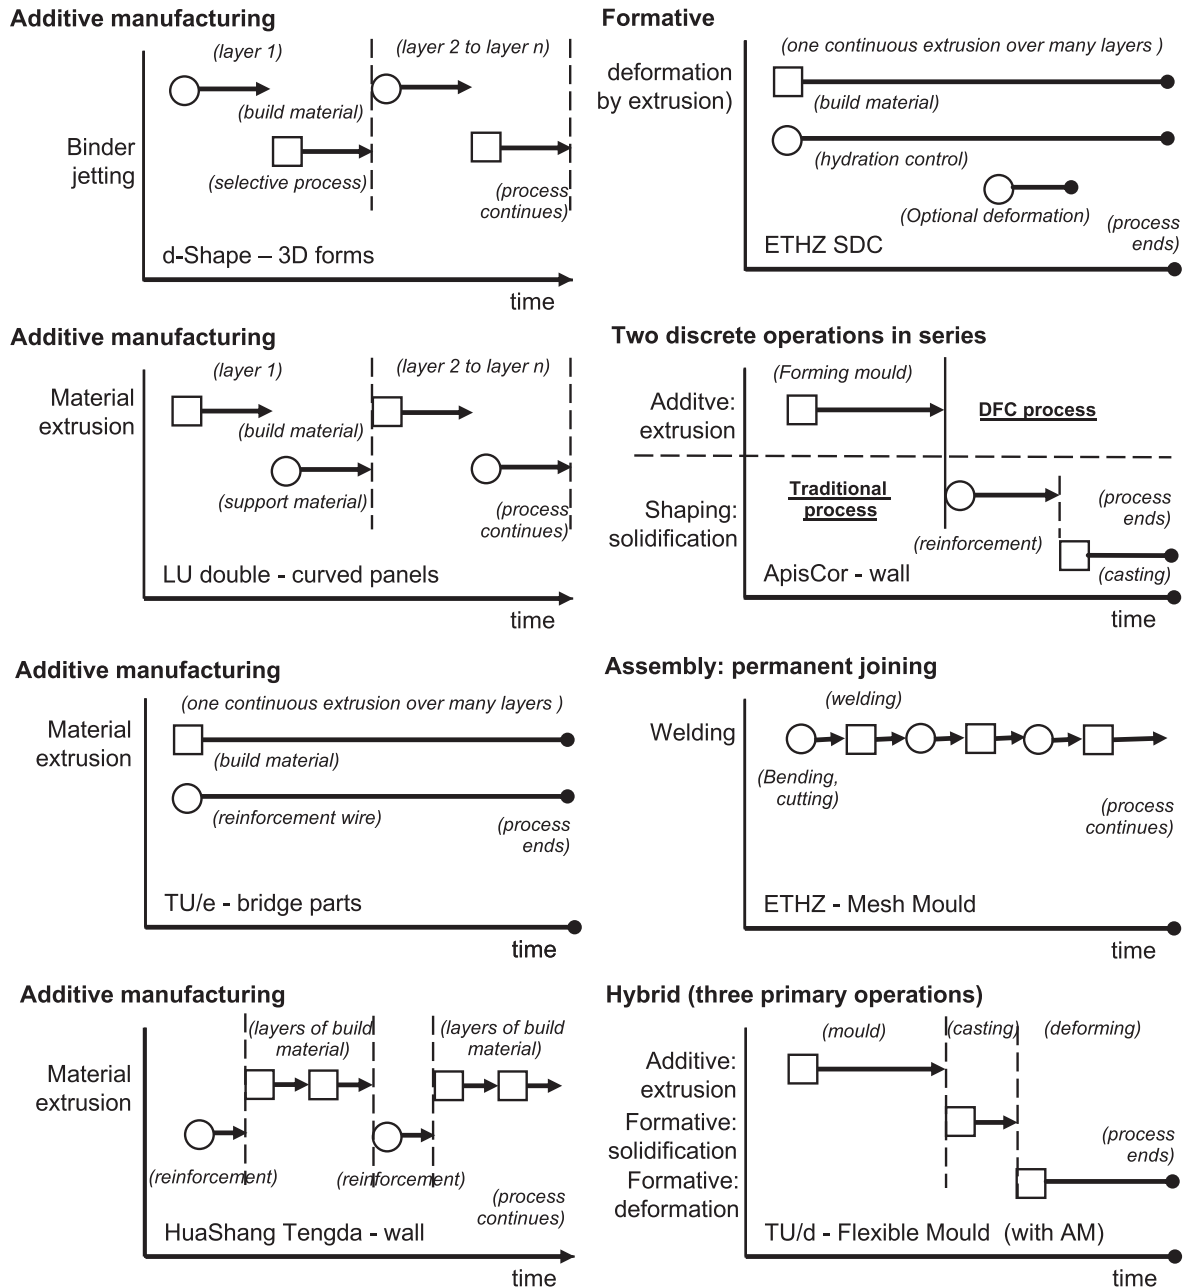 Additive manufacturing
(layer 1)
(layer 2 to layer n)
(build material)
Binder
jetting
(selective process)
(process
continues)
d-Shape – 3D forms
time
Formative
(one continuous extrusion over many layers )
deformation
by extrusion)
(build material)
(hydration control)
(Optional deformation)
(process
ends)
ETHZ SDC
Additive manufacturing
(layer 1)
(layer 2 to layer n)
Material
extrusion
(build material)
(support material)
(process
continues)
LU double - curved panels
time
Two discrete operations in series
(Forming mould)
Additve:
extrusion
DFC process
Traditional
process
Shaping:
solidification
(reinforcement)
(process
ends)
(casting)
ApisCor - wall
time
Additive manufacturing
(one continuous extrusion over many layers )
Material
extrusion
(build material)
(reinforcement wire)
(process
ends)
TU/e - bridge parts
time
Assembly: permanent joining
(welding)
Welding
(Bending,
cutting)
(process
continues)
ETHZ - Mesh Mould
time
Additive manufacturing
(layers of build
material)
(layers of build
material)
Material
extrusion
(reinforcement)
(reinforcement)
(process
continues)
HuaShang Tengda - wall
time
Hybrid (three primary operations)
(mould)
(casting)
(deforming)
Additive:
extrusion
Formative:
solidification
Formative:
deformation
(process
ends)
TU/d - Flexible Mould (with AM)
time